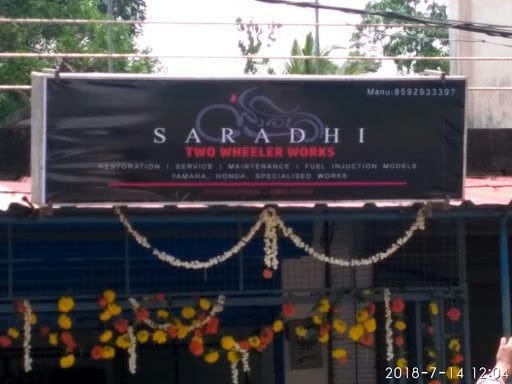 Manu: 8592933397
SARADHI
TWO WHEELER WORKS
RESTORATION | SERVICE | MAINTENANCE | FUEL INJUCTION MODELS
YAMAHA, HONDA, SPECIALISED WORKS
2018-7-14 12:04